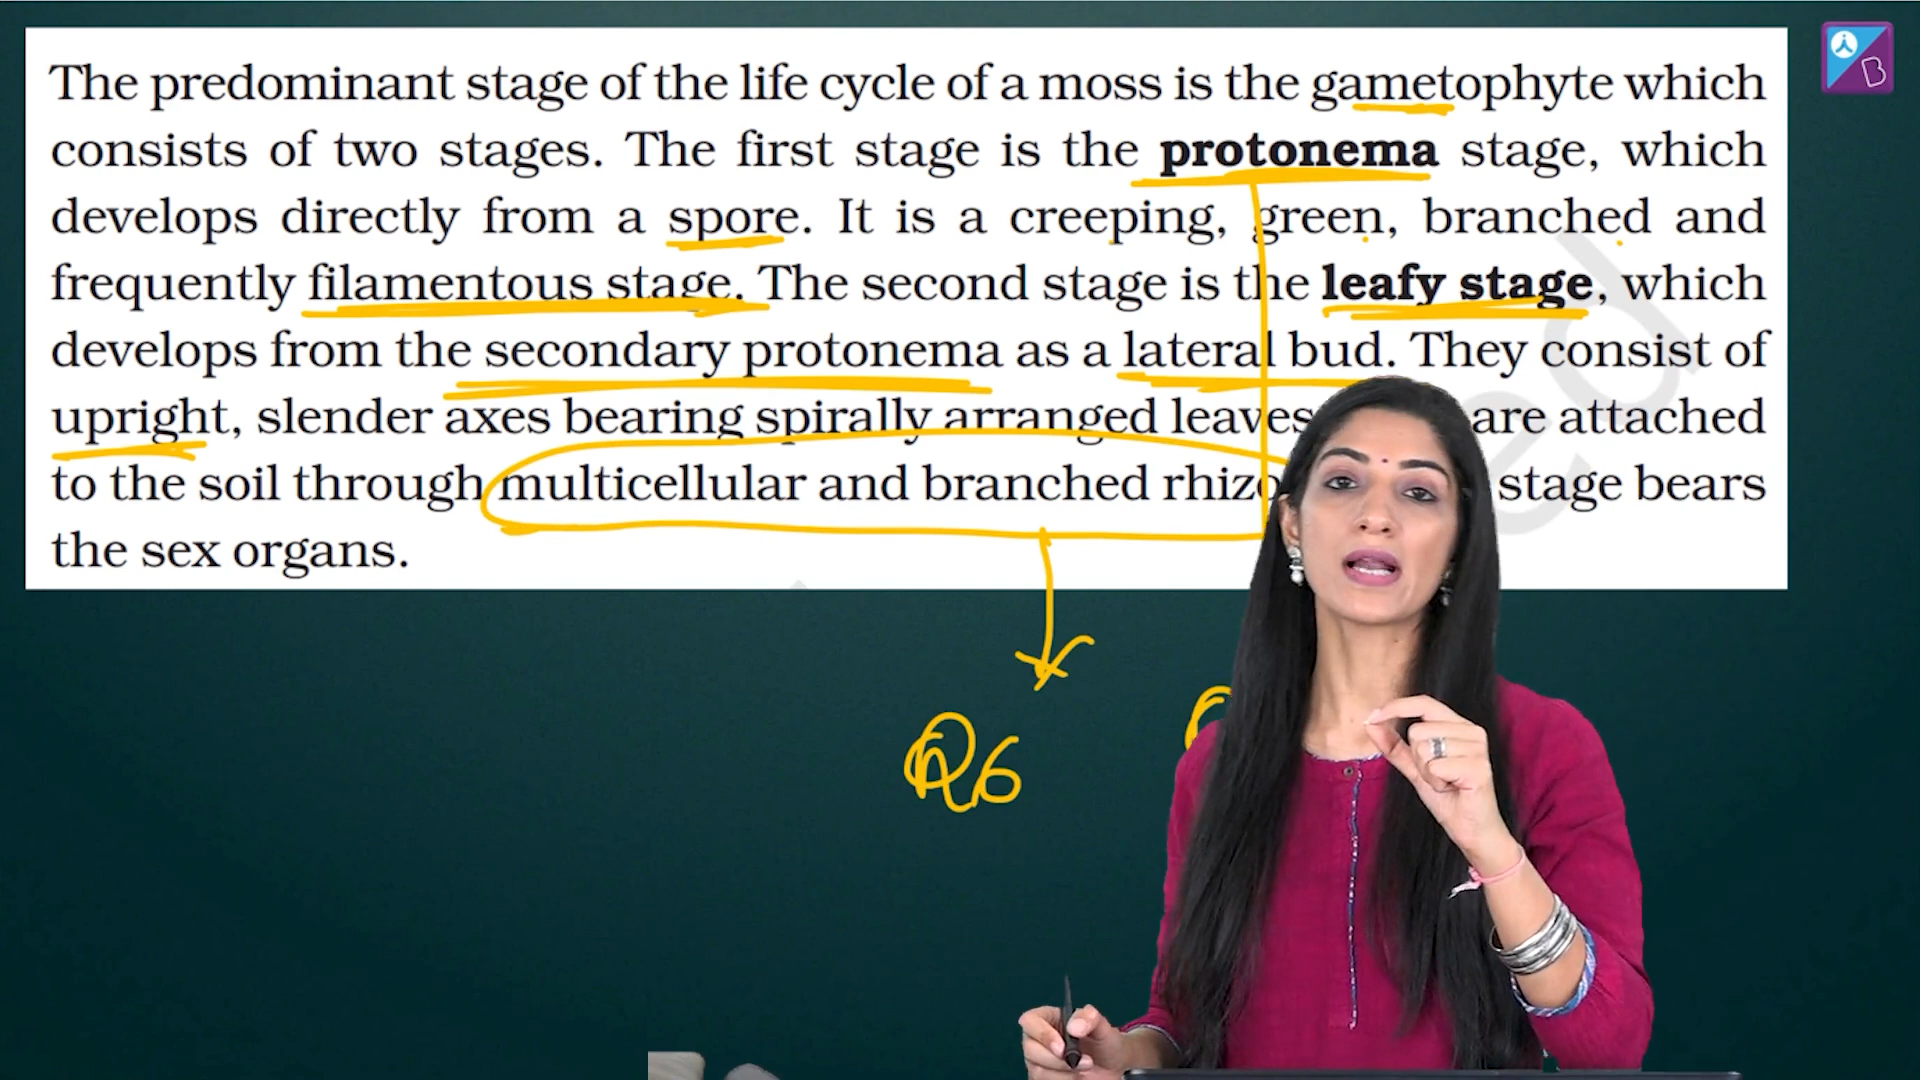 The predominant stage of the life cycle of a moss is the gametophyte which
consists of two stages. The first stage is the protonema stage, which
develops directly from a spore. It is a creeping, green, branched and
frequently filamentous stage. The second stage is the leafy stage, which
develops from the secondary protonema as a lateral bud. They consist of
upright, slender axes bearing spirally arranged leaves are attached
to the soil through multicellular and branched stage bears
the sex organs.
B